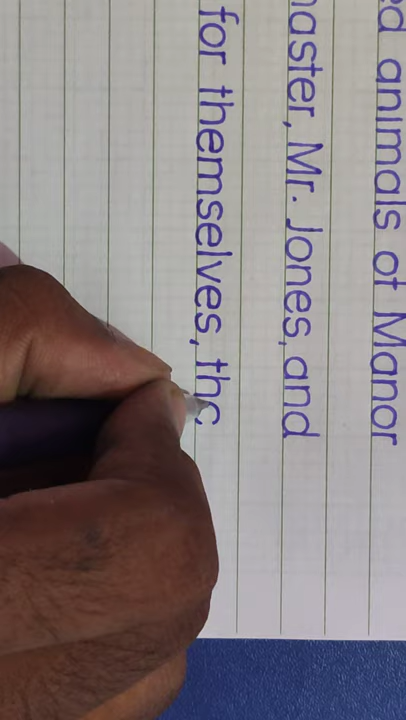 animals of Manor
Mr. Jones, and
for themselves,